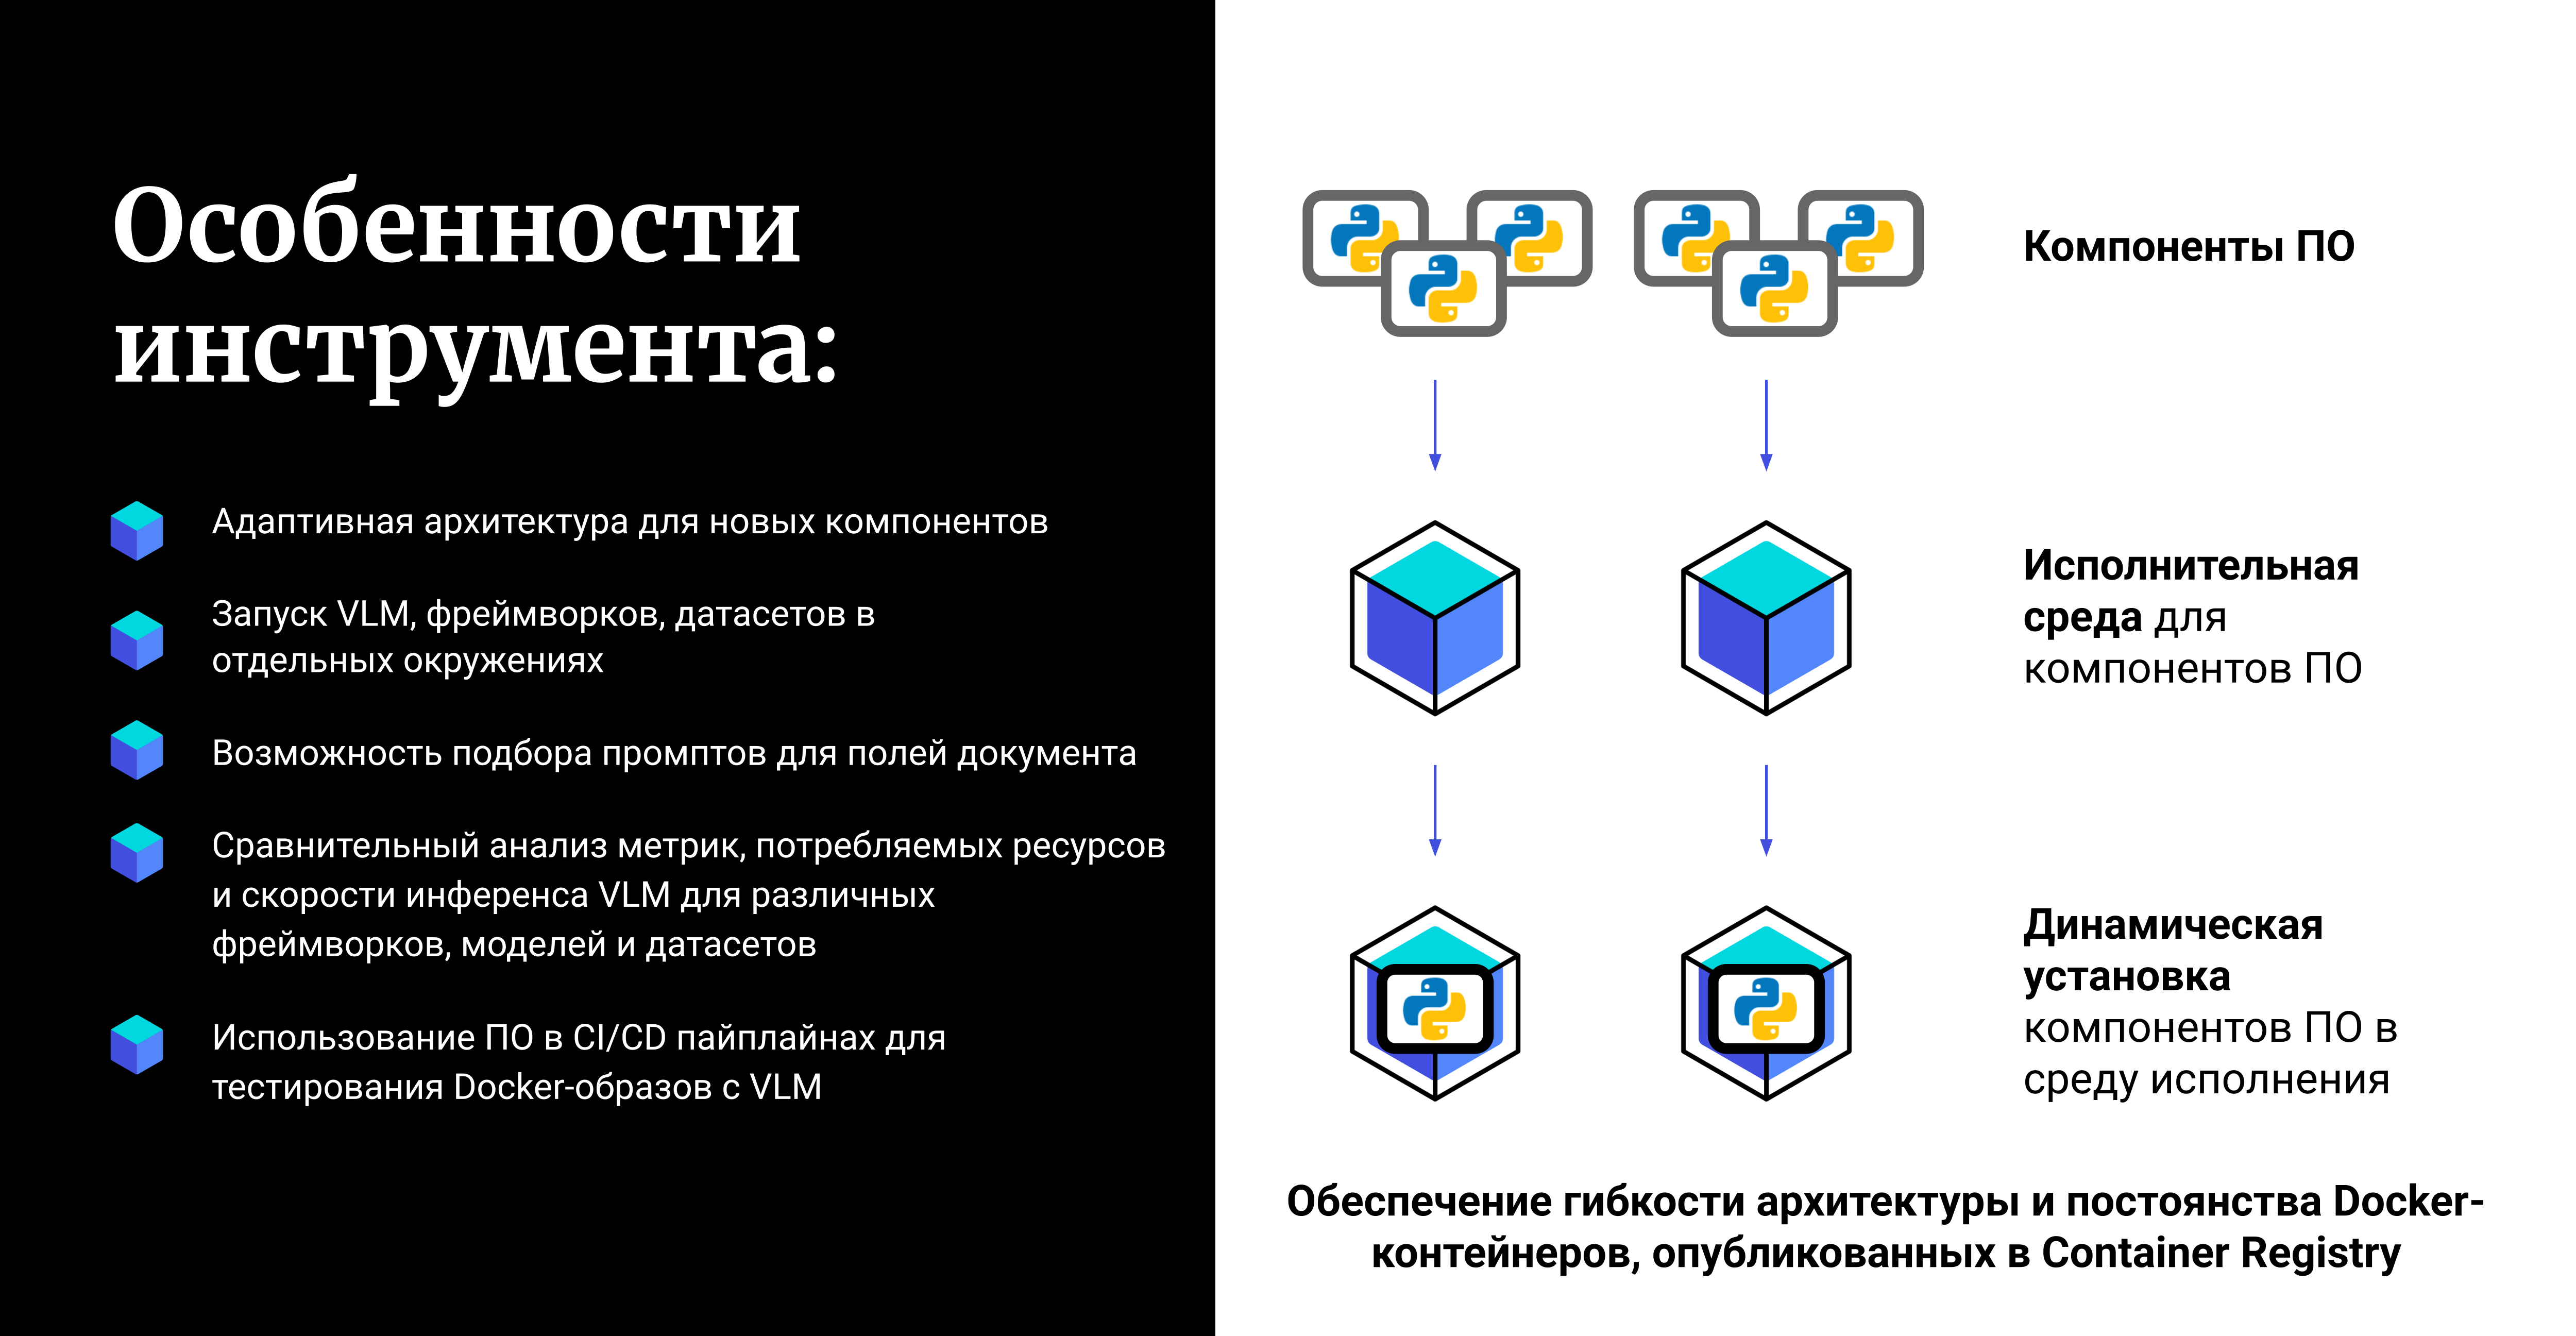 Особенности
инструмента:
Адаптивная архитектура для новых компонентов
Запуск VLM, фреймворков, датасетов в
отдельных окружениях
Возможность подбора промптов для полей документа
Сравнительный анализ метрик, потребляемых ресурсов
и скорости инференса VLM для различных
фреймворков, моделей и датасетов
Использование ПО в CI/CD пайплайнах для
тестирования Docker-образов с VLM
Компоненты ПО
Исполнительная
среда для
компонентов ПО
Динамическая
установка
компонентов ПО в
среду исполнения
Обеспечение гибкости архитектуры и постоянства Docker-
контейнеров, опубликованных в Container Registry